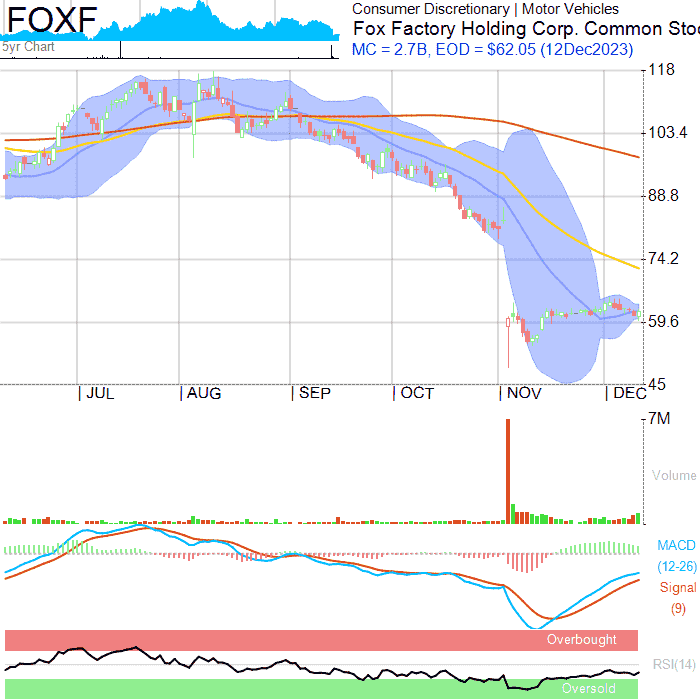 FOXF
5yr Chart
Consumer Discretionary | Motor Vehicles
Fox Factory Holding Corp. Common Stoc
MC = 2.7B, EOD = $62.05 (12Dec2023)
118
103.4
88.8
74.2
59.6
45
| JUL | AUG | SEP | OCT | NOV | DEC
7M
Volume
MACD
(12-26)
Signal
(9)
Overbought
RSI(14)
Oversold